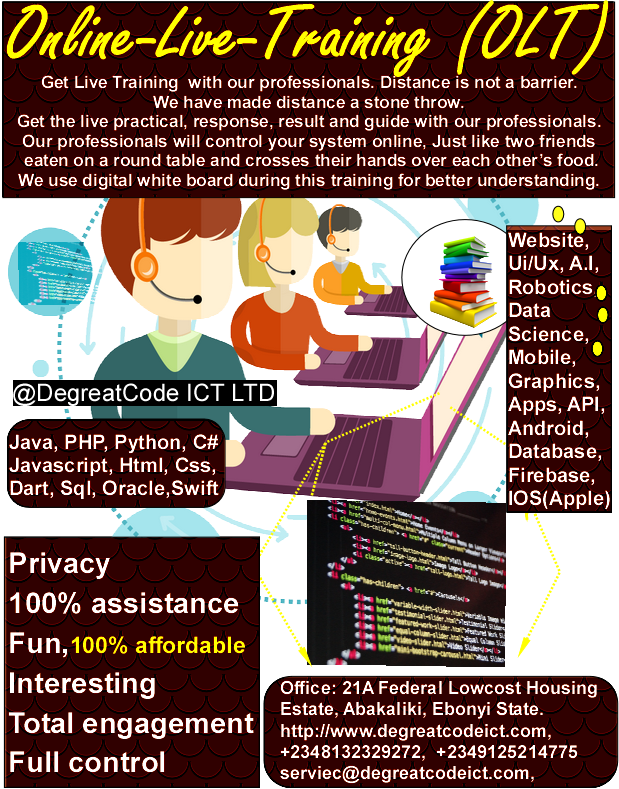 Online-Live-Training (OLT)
Get Live Training with our professionals. Distance is not a barrier.
We have made distance a stone throw.
Get the live practical, response, result and guide with our professionals.
Our professionals will control your system online, Just like two friends
eaten on a round table and crosses their hands over each other's food.
We use digital white board during this training for better understanding.
Website,
Ui/Ux, A.I,
Robotics,
Data
Science,
Mobile,
Graphics,
Apps, API,
Android,
Database,
Firebase,
IOS(Apple)
@DegreatCode ICT LTD
Java, PHP, Python, C#
Javascript, Html, Css,
Dart, Sql, Oracle,Swift
Privacy
100% assistance
Fun,100% affordable
Interesting
Total engagement
Full control
Office: 21A Federal Lowcost Housing
Estate, Abakaliki, Ebonyi State.
http://www.degreatcodeict.com,
+2348132329272, +2349125214775
serviec@degreatcodeict.com,